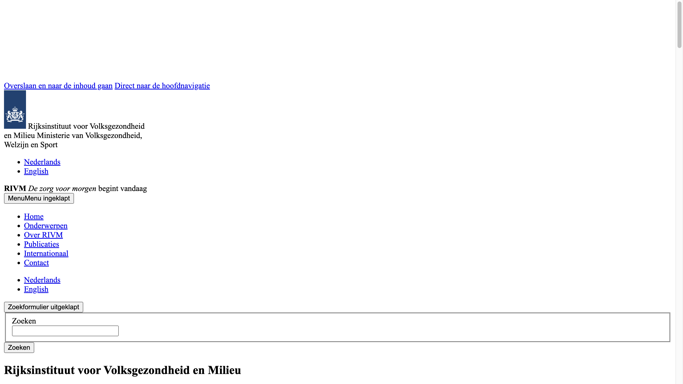 Overslaan en naar de inhoud gaan Direct naar de hoofdnavigatie
Rijksinstituut voor Volksgezondheid
en Milieu Ministerie van Volksgezondheid,
Welzijn en Sport
Nederlands
English
RIVM De zorg voor morgen begint vandaag
MenuMenu ingeklapt
Home
Onderwerpen
Over RIVM
Publicaties
Internationaal
Contact
Nederlands
English
Zoekformulier uitgeklapt
Zoeken
Zoeken
Rijksinstituut voor Volksgezondheid en Milieu